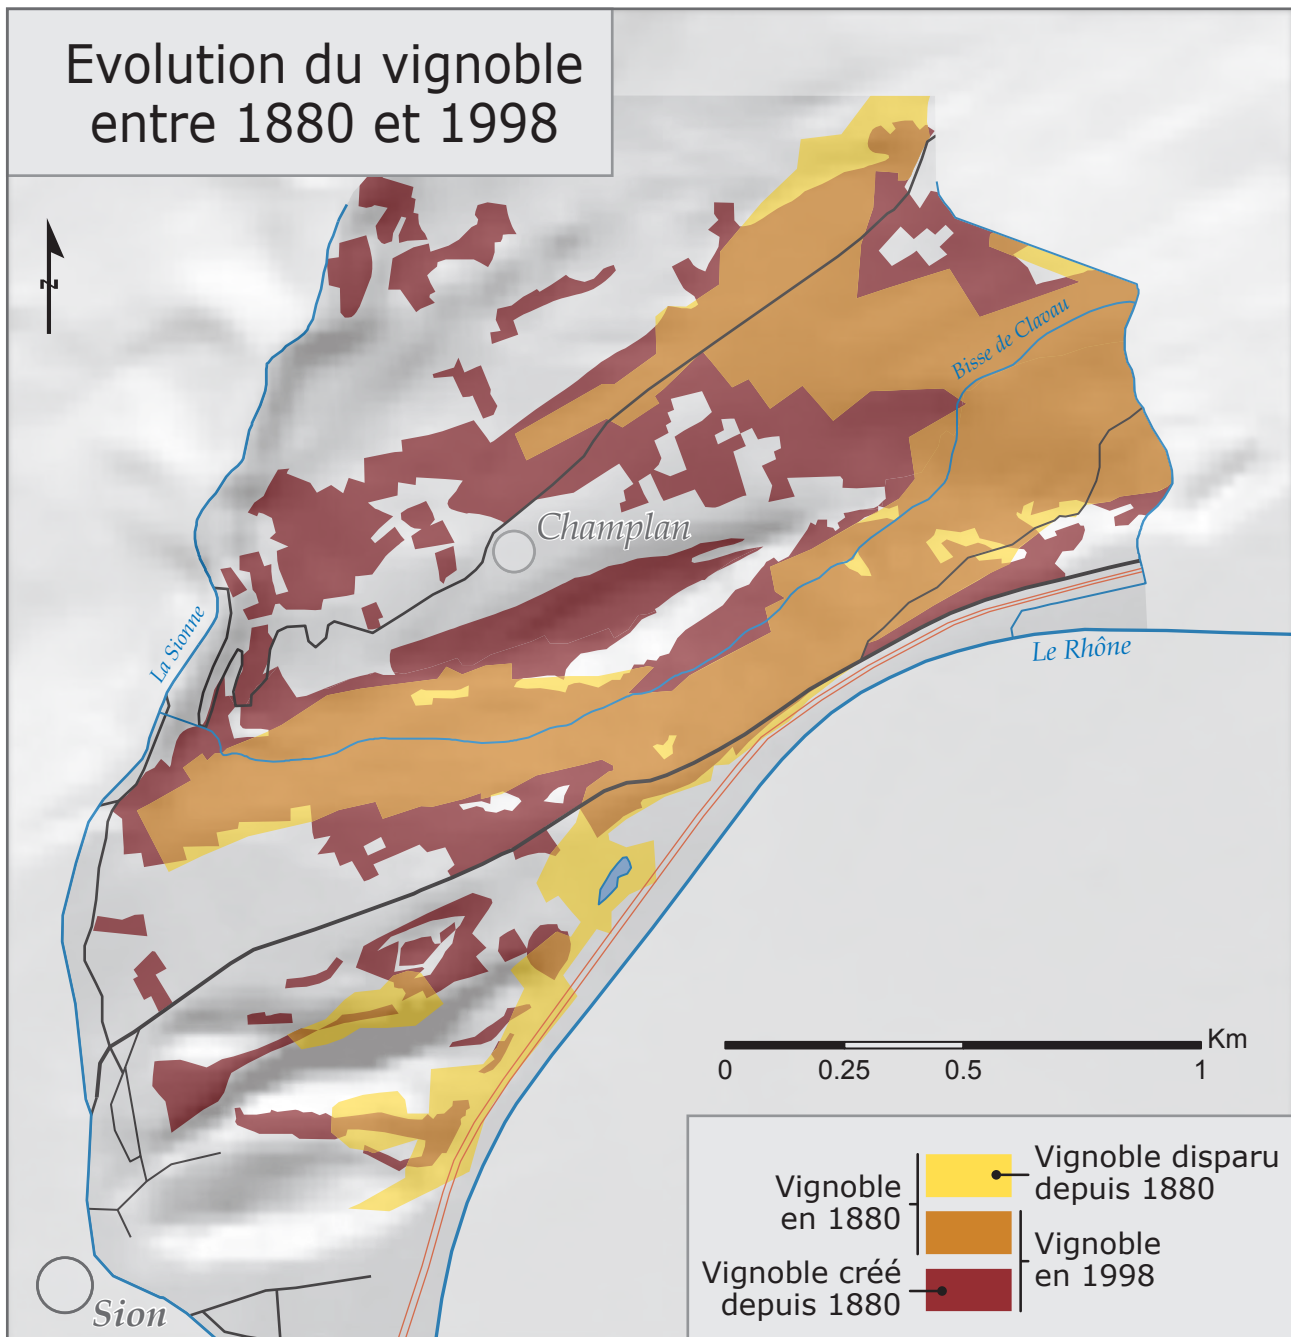 Evolution du vignoble
entre 1880 et 1998
N
Bisse de Clavau
Champlan
La Sionne
Le Rhône
Km
0 0.25 0.5 1
Vignoble disparu
depuis 1880
Vignoble
en 1880
Vignoble
en 1998
Vignoble créé
depuis 1880
Sion